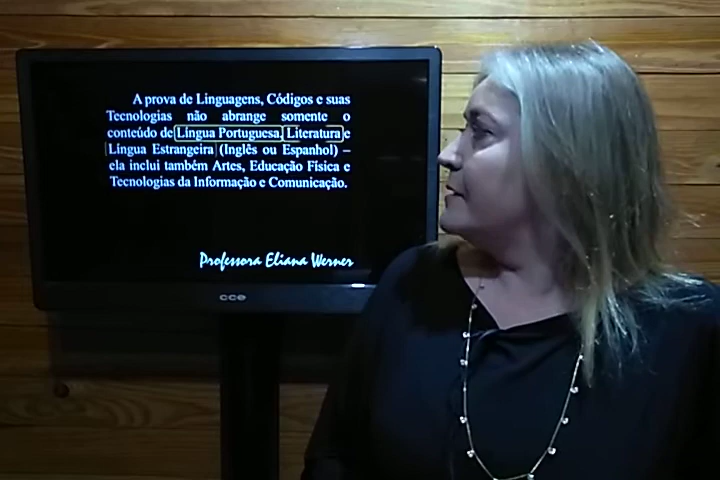 A prova de Linguagens, Códigos e suas
Tecnologias não abrange somente o
conteúdo de Língua Portuguesa, Literatura e
Língua Estrangeira (Inglês ou Espanhol) –
ela inclui também Artes, Educação Física e
Tecnologias da Informação e Comunicação.
Professora Eliana Werner
cce